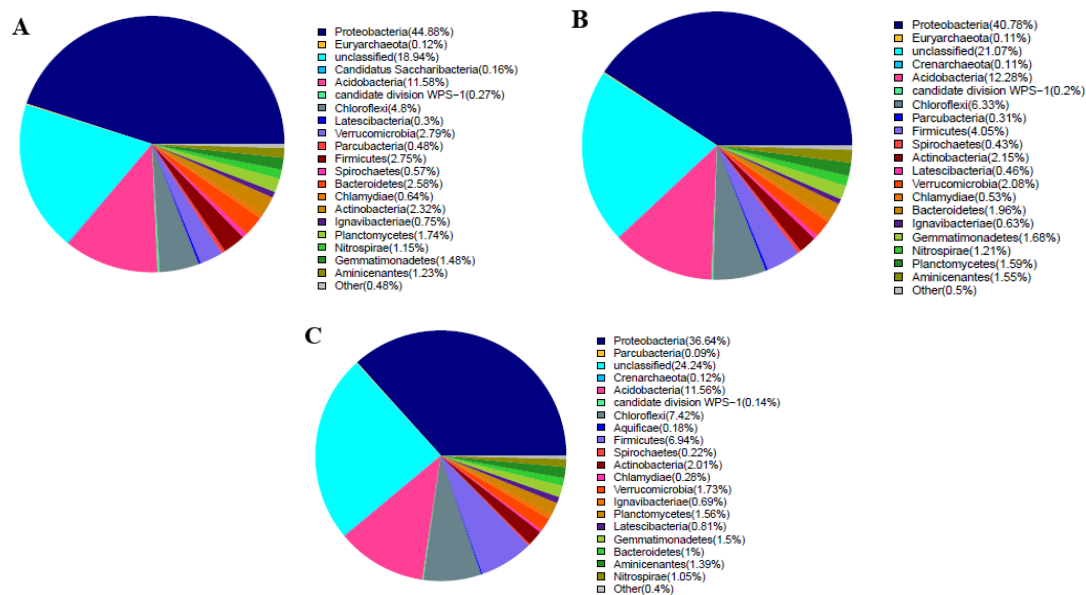 A
Proteobacteria(44.88%)
Euryarchaeota(0.12%)
unclassified(18.94%)
Candidatus Saccharibacteria(0.16%)
Acidobacteria(11.58%)
candidate division WPS−1(0.27%)
Chloroflexi(4.8%)
Latescibacteria(0.3%)
Verrucomicrobia(2.79%)
Parcubacteria(0.48%)
Firmicutes(2.75%)
Spirochaetes(0.57%)
Bacteroidetes(2.58%)
Chlamydiae(0.64%)
Actinobacteria(2.32%)
Ignavibacteriae(0.75%)
Planctomycetes(1.74%)
Nitrospirae(1.15%)
Gemmatimonadetes(1.48%)
Aminicenantes(1.23%)
Other(0.48%)
B
Proteobacteria(40.78%)
Euryarchaeota(0.11%)
unclassified(21.07%)
Crenarchaeota(0.11%)
Acidobacteria(12.28%)
candidate division WPS−1(0.2%)
Chloroflexi(6.33%)
Parcubacteria(0.31%)
Firmicutes(4.05%)
Spirochaetes(0.43%)
Actinobacteria(2.15%)
Latescibacteria(0.46%)
Verrucomicrobia(2.08%)
Chlamydiae(0.53%)
Bacteroidetes(1.96%)
Ignavibacteriae(0.63%)
Gemmatimonadetes(1.68%)
Nitrospirae(1.21%)
Planctomycetes(1.59%)
Aminicenantes(1.55%)
Other(0.5%)
C
Proteobacteria(36.64%)
Parcubacteria(0.09%)
unclassified(24.24%)
Crenarchaeota(0.12%)
Acidobacteria(11.56%)
candidate division WPS−1(0.14%)
Chloroflexi(7.42%)
Aquificae(0.18%)
Firmicutes(6.94%)
Spirochaetes(0.22%)
Actinobacteria(2.01%)
Chlamydiae(0.28%)
Verrucomicrobia(1.73%)
Ignavibacteriae(0.69%)
Planctomycetes(1.56%)
Latescibacteria(0.81%)
Gemmatimonadetes(1.5%)
Bacteroidetes(1%)
Aminicenantes(1.39%)
Nitrospirae(1.05%)
Other(0.4%)